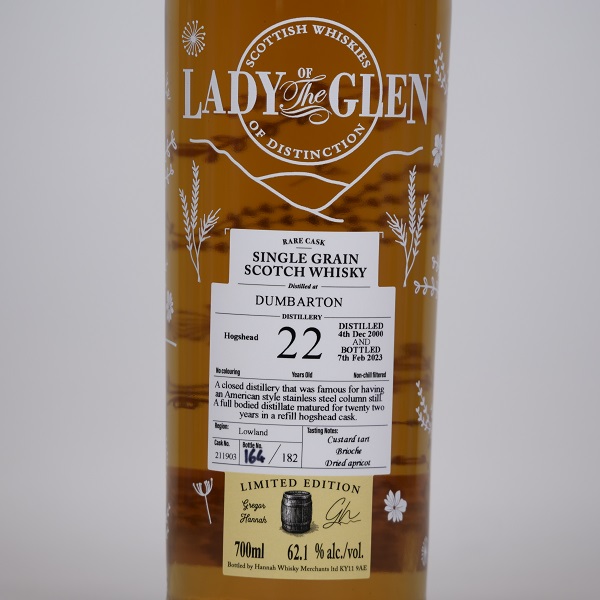 SCOTTISH WHISKIES
OF
LADY The GLEN
OF DISTINCTION
RARE CASK
SINGLE GRAIN
SCOTCH WHISKY
Distilled at
DUMBARTON
DISTILLERY
Hogshead
22
DISTILLED
4th Dec 2000
AND
BOTTLED
7th Feb 2023
No colouring Years Old Non-chill filtered
A closed distillery that was famous for having
an American style stainless steel column still.
A full bodied distillate matured for twenty two
years in a refill hogshead cask.
Region: Lowland
Cask No. 211903
Bottle No. 164 / 182
Tasting Notes:
Custard tart
Brioche
Dried apricot
LIMITED EDITION
Gregor
Hannah
GH
700ml 62.1 % alc./vol.
Bottled by Hannah Whisky Merchants ltd KY11 9AE